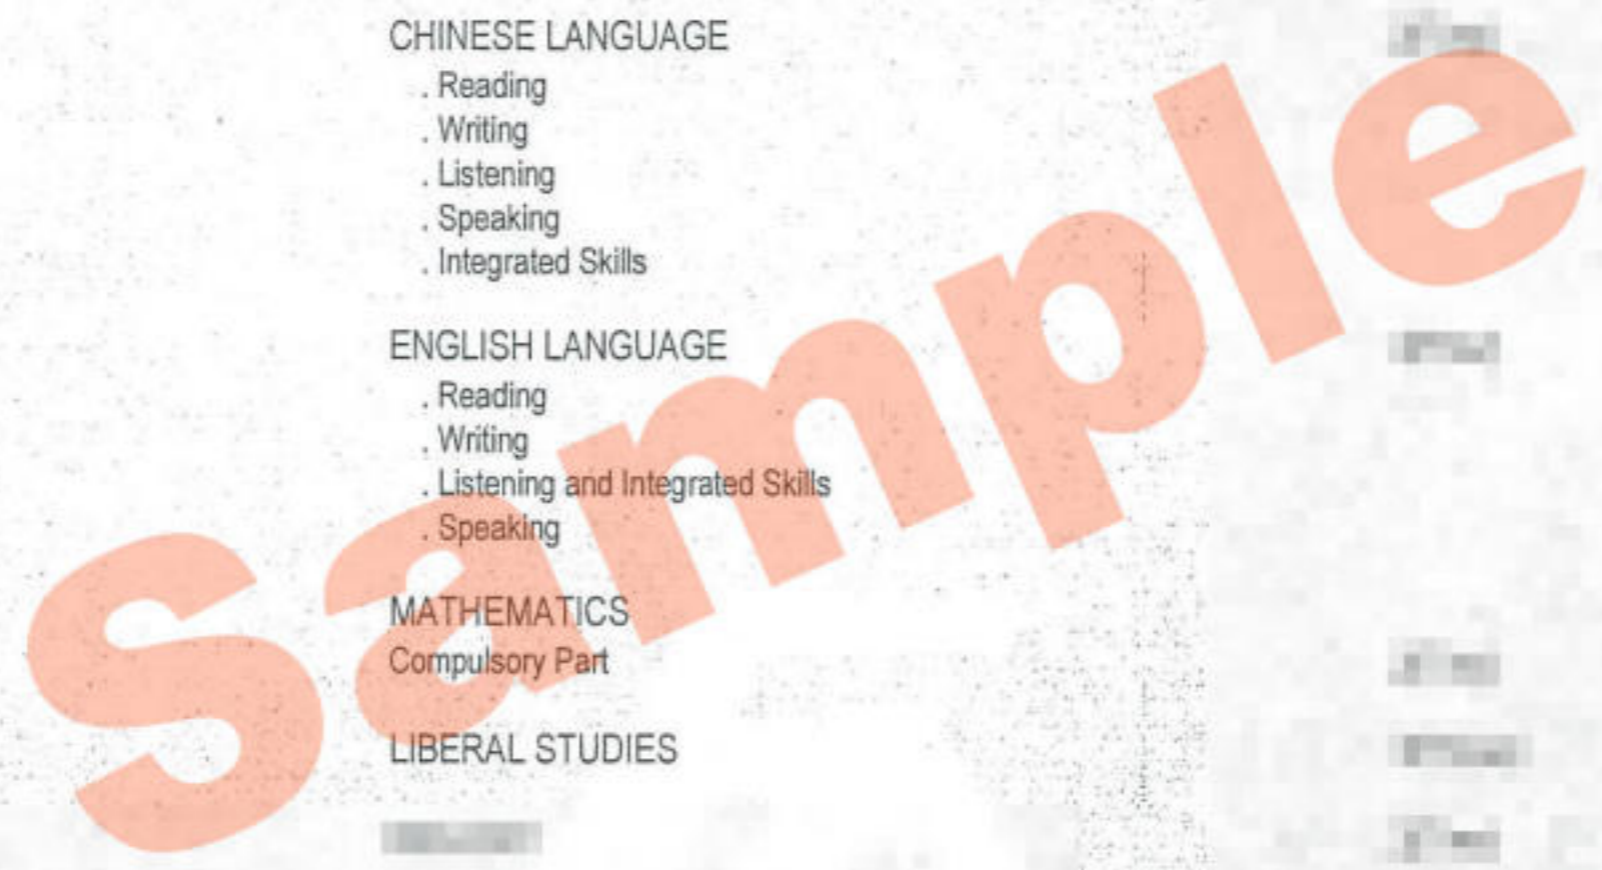 CHINESE LANGUAGE
. Reading
. Writing
. Listening
. Speaking
. Integrated Skills
ENGLISH LANGUAGE
. Reading
. Writing
. Listening and Integrated Skills
. Speaking
MATHEMATICS
Compulsory Part
LIBERAL STUDIES
Sample